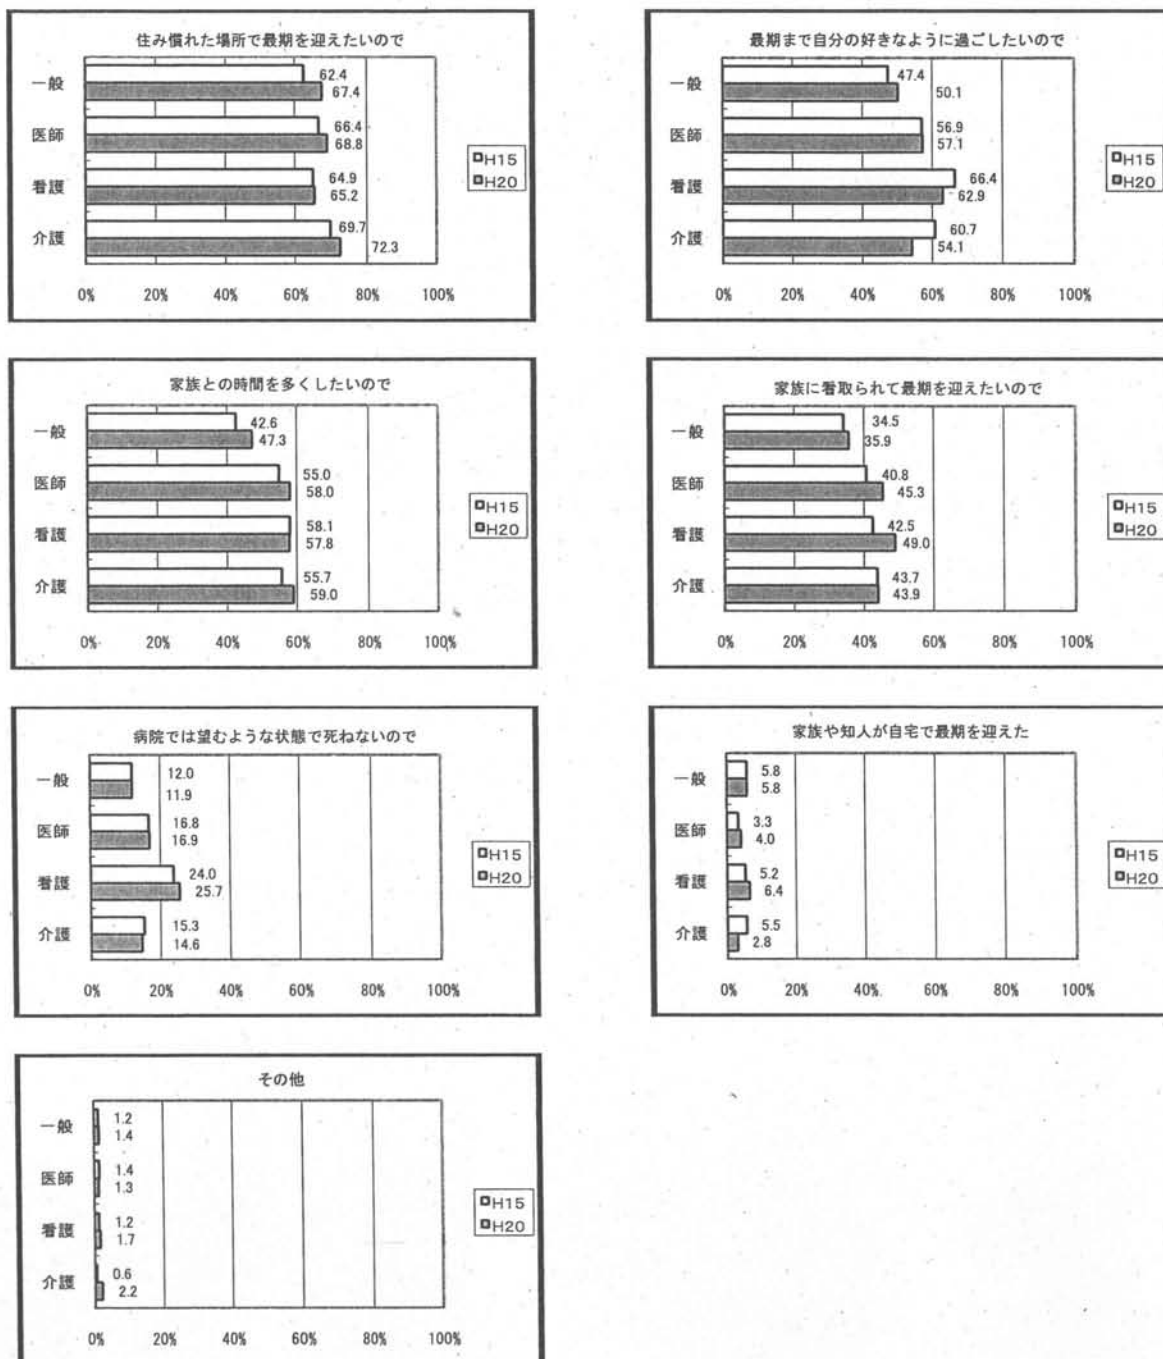 住み慣れた場所で最期を迎えたいので
一般 62.4
67.4
医師 66.4
68.8
看護 64.9
65.2
介護 69.7
72.3
0% 20% 40% 60% 80% 100%
H15
H20
最期まで自分の好きなように過ごしたいので
一般 47.4
50.1
医師 56.9
57.1
看護 66.4
62.9
介護 60.7
54.1
0% 20% 40% 60% 80% 100%
H15
H20
家族との時間を多くしたいので
一般 42.6
47.3
医師 55.0
58.0
看護 58.1
57.8
介護 55.7
59.0
0% 20% 40% 60% 80% 100%
H15
H20
家族に看取られて最期を迎えたいので
一般 34.5
35.9
医師 40.8
45.3
看護 42.5
49.0
介護 43.7
43.9
0% 20% 40% 60% 80% 100%
H15
H20
病院では望むような状態で死ねないので
一般 12.0
11.9
医師 16.8
16.9
看護 24.0
25.7
介護 15.3
14.6
0% 20% 40% 60% 80% 100%
H15
H20
家族や知人が自宅で最期を迎えた
一般 5.8
5.8
医師 3.3
4.0
看護 5.2
6.4
介護 5.5
2.8
0% 20% 40% 60% 80% 100%
H15
H20
その他
一般 1.2
1.4
医師 1.4
1.3
看護 1.2
1.7
介護 0.6
2.2
0% 20% 40% 60% 80% 100%
H15
H20